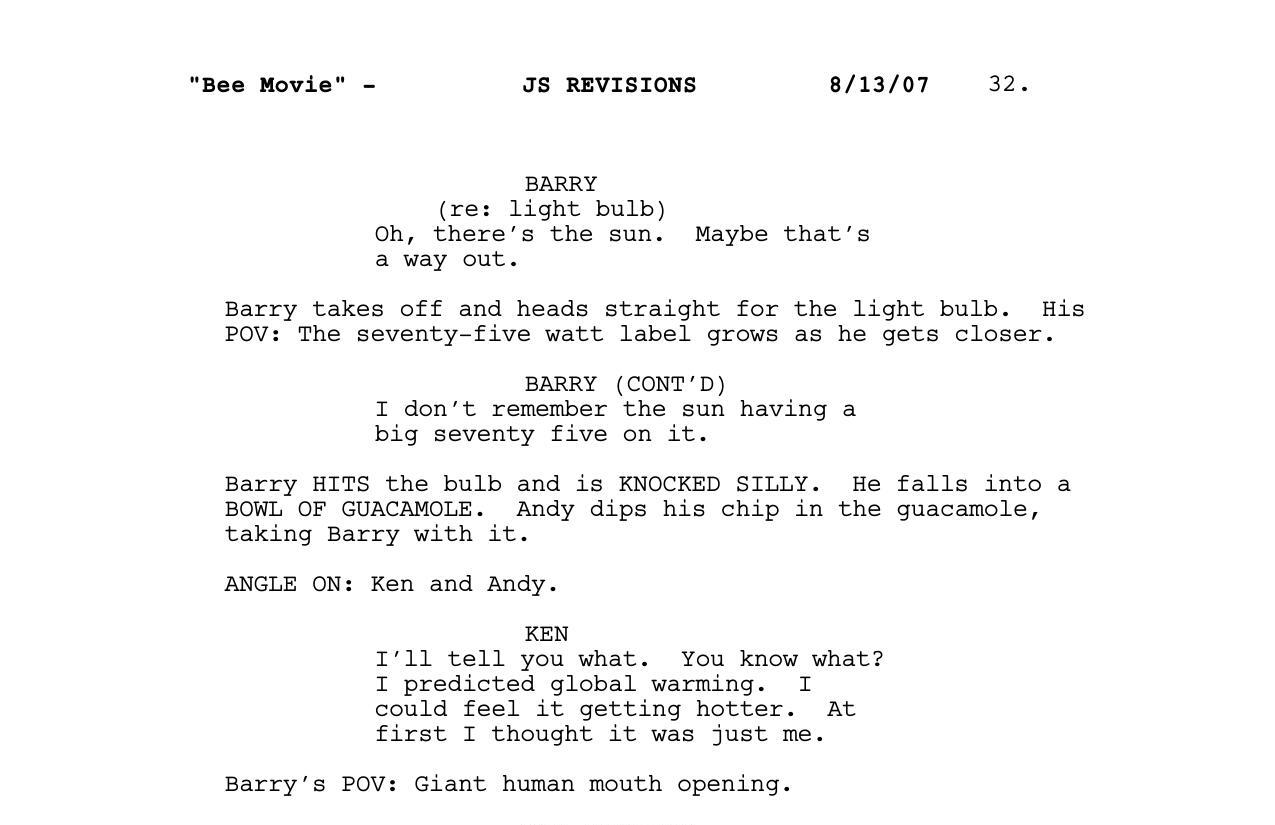 "Bee Movie" - JS REVISIONS 8/13/07 32.
BARRY
(re: light bulb)
Oh, there's the sun.  Maybe that's
a way out.
Barry takes off and heads straight for the light bulb.  His
POV: The seventy-five watt label grows as he gets closer.
BARRY (CONT'D)
I don't remember the sun having a
big seventy five on it.
Barry HITS the bulb and is KNOCKED SILLY.  He falls into a
BOWL OF GUACAMOLE.  Andy dips his chip in the guacamole,
taking Barry with it.
ANGLE ON: Ken and Andy.
KEN
I'll tell you what.  You know what?
I predicted global warming.  I
could feel it getting hotter.  At
first I thought it was just me.
Barry's POV: Giant human mouth opening.